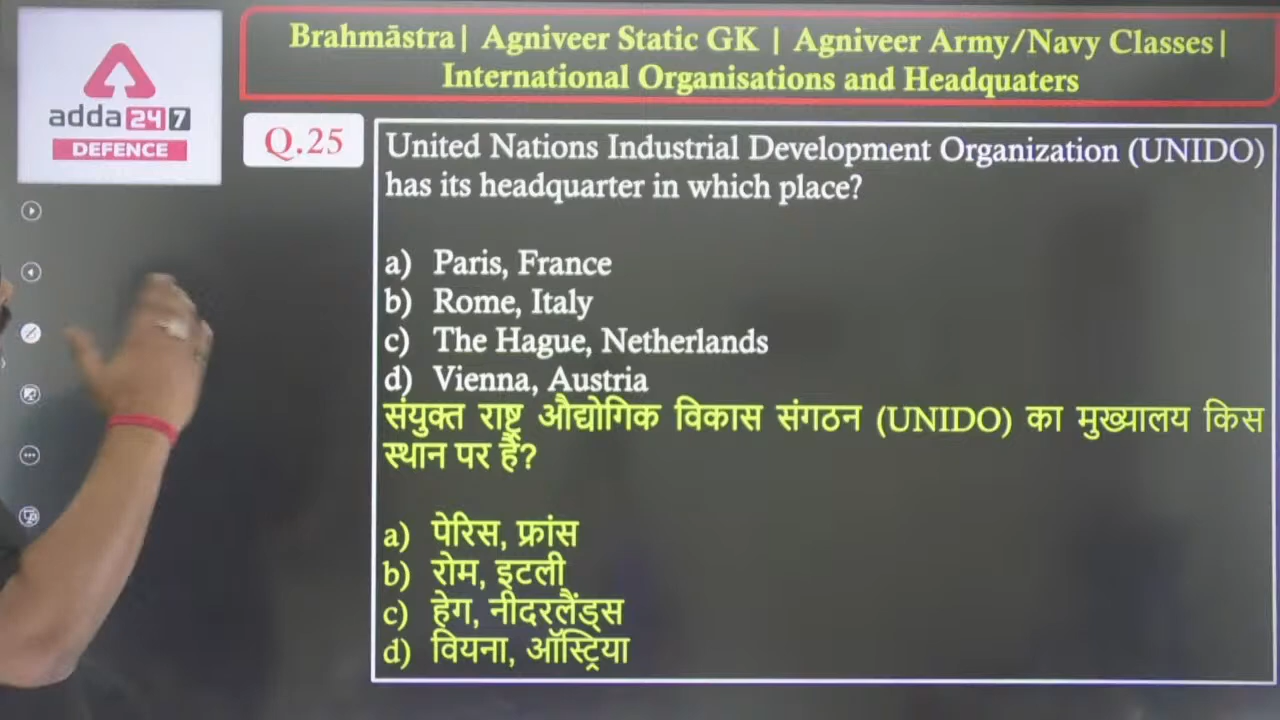 Brahmāstra| Agniveer Static GK | Agniveer Army/Navy Classes|
International Organisations and Headquaters
adda 247
DEFENCE
Q.25
United Nations Industrial Development Organization (UNIDO)
has its headquarter in which place?
a) Paris, France
b) Rome, Italy
c) The Hague, Netherlands
d) Vienna, Austria
संयुक्त राष्ट्र औद्योगिक विकास संगठन (UNIDO) का मुख्यालय किस
स्थान पर हैं?
a) पेरिस, फ्रांस
b) रोम, इटली
c) हेग, नीदरलैंड्स
d) वियना, ऑस्ट्रिया